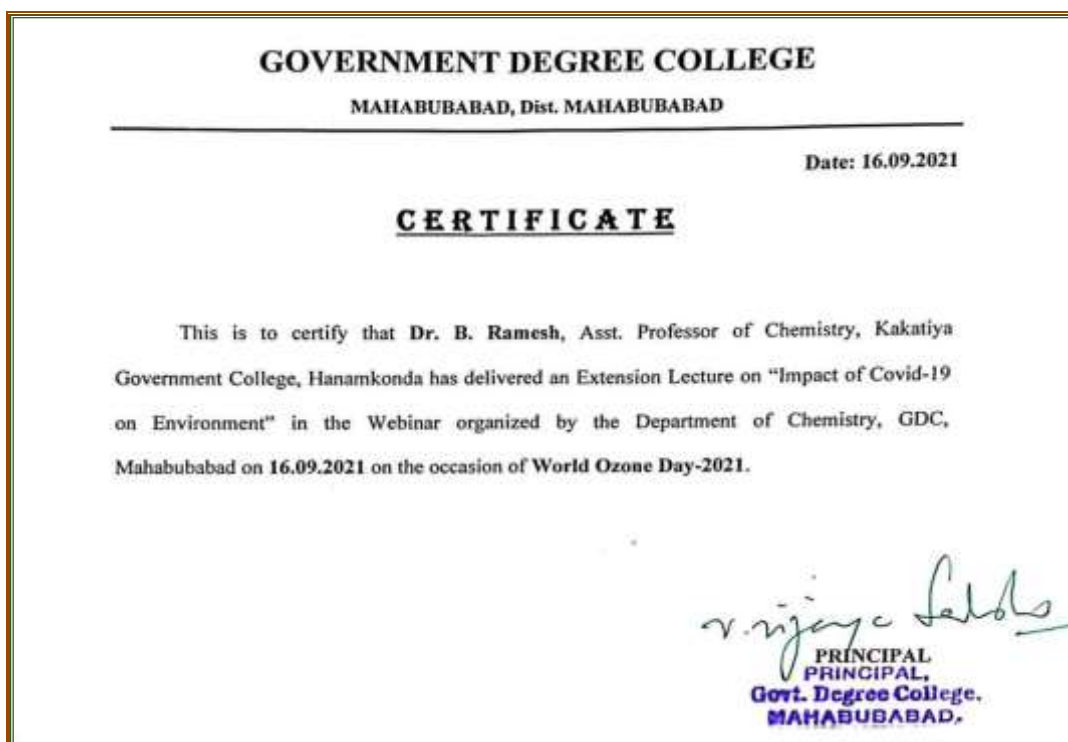 GOVERNMENT DEGREE COLLEGE
MAHABUBABAD, Dist. MAHABUBABAD
Date: 16.09.2021
CERTIFICATE
This is to certify that Dr. B. Ramesh, Asst. Professor of Chemistry, Kakatiya
Government College, Hanamkonda has delivered an Extension Lecture on “Impact of Covid-19
on Environment” in the Webinar organized by the Department of Chemistry, GDC,
Mahabubabad on 16.09.2021 on the occasion of World Ozone Day-2021.
PRINCIPAL
PRINCIPAL,
Govt. Degree College.
MAHABUBABAD.